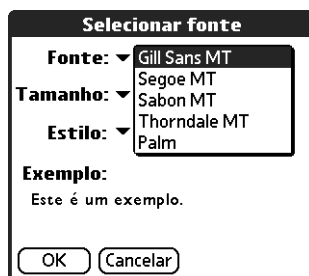 Selecionar fonte
Fonte: Gill Sans MT
Segoe MT
Tamanho: Sabon MT
Thorndale MT
Estilo: Palm
Exemplo:
Este é um exemplo.
OK Cancelar